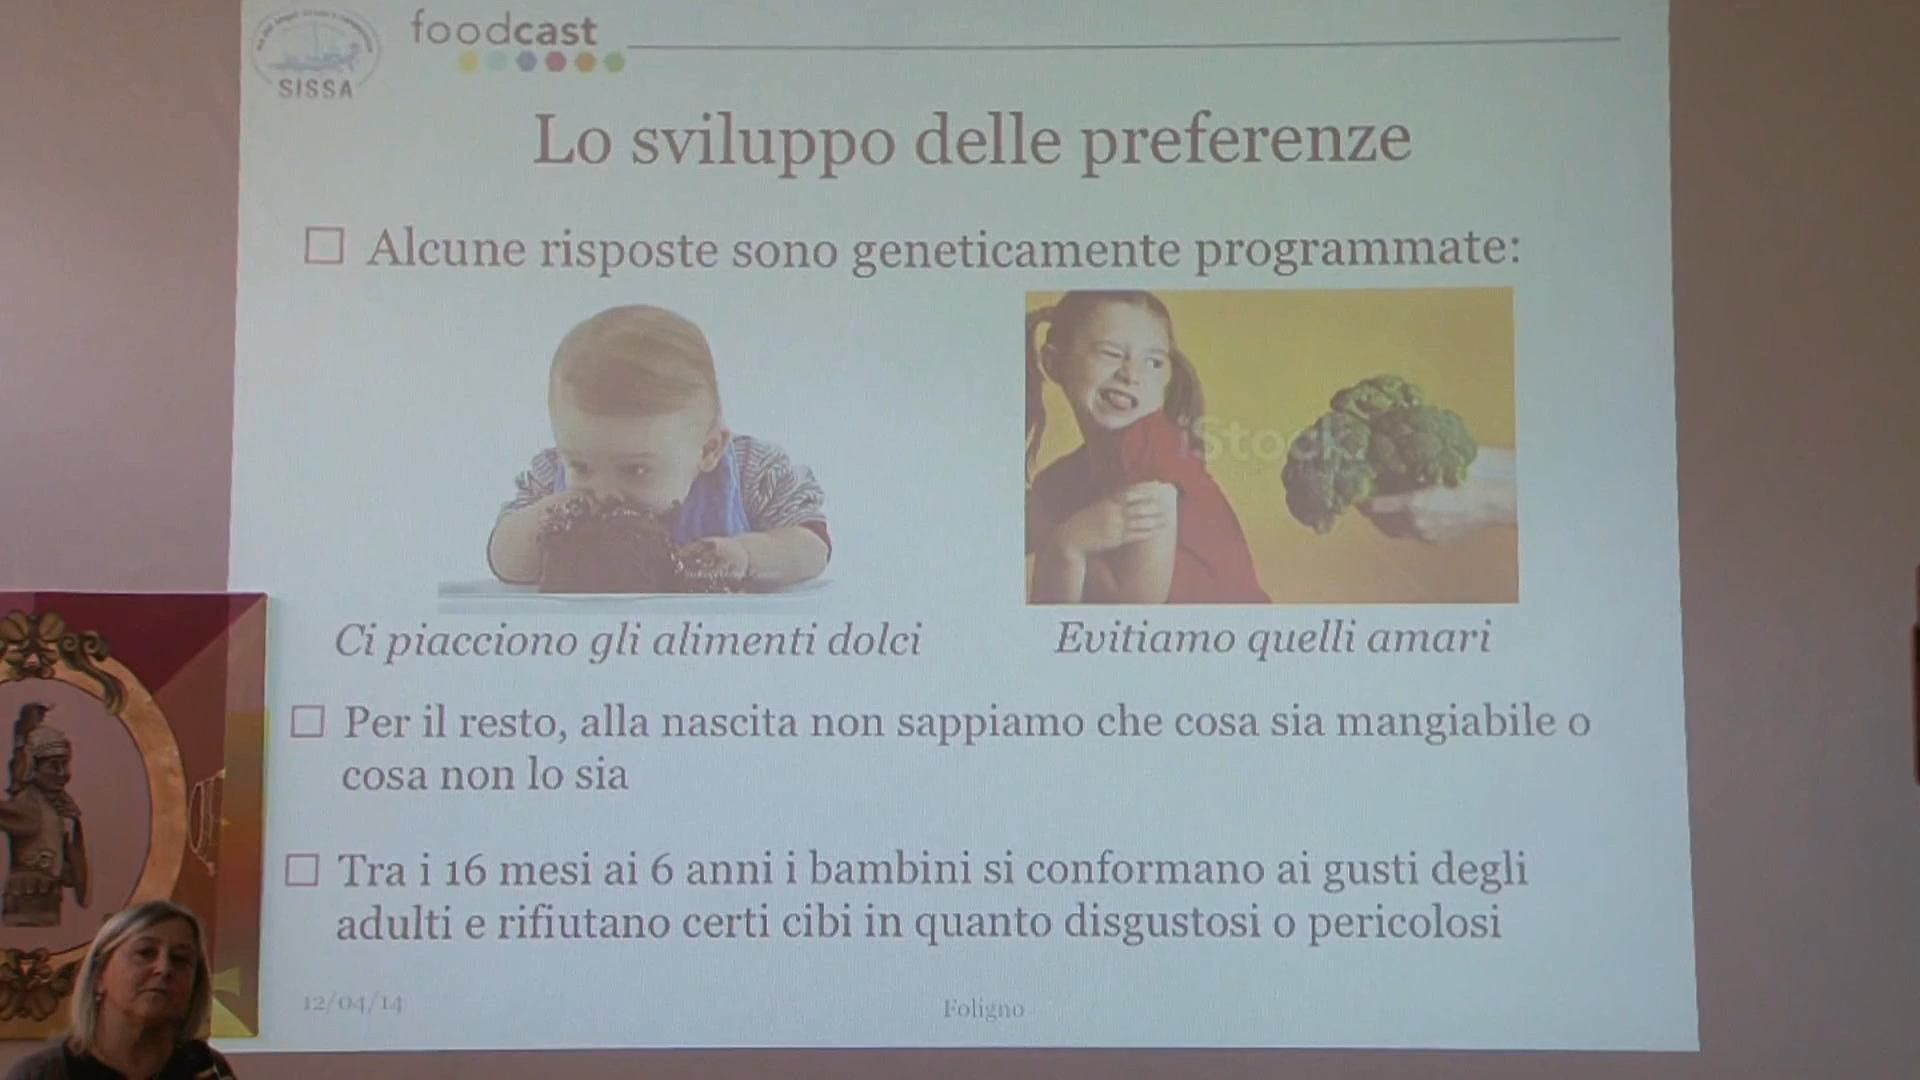 foodcast
SISSA
Lo sviluppo delle preferenze
Alcune risposte sono geneticamente programmate:
iStock
Ci piacciono gli alimenti dolci
Evitiamo quelli amari
Per il resto, alla nascita non sappiamo che cosa sia mangiabile o
cosa non lo sia
Tra i 16 mesi ai 6 anni i bambini si conformano ai gusti degli
adulti e rifiutano certi cibi in quanto disgustosi o pericolosi
12/04/14
Foligno